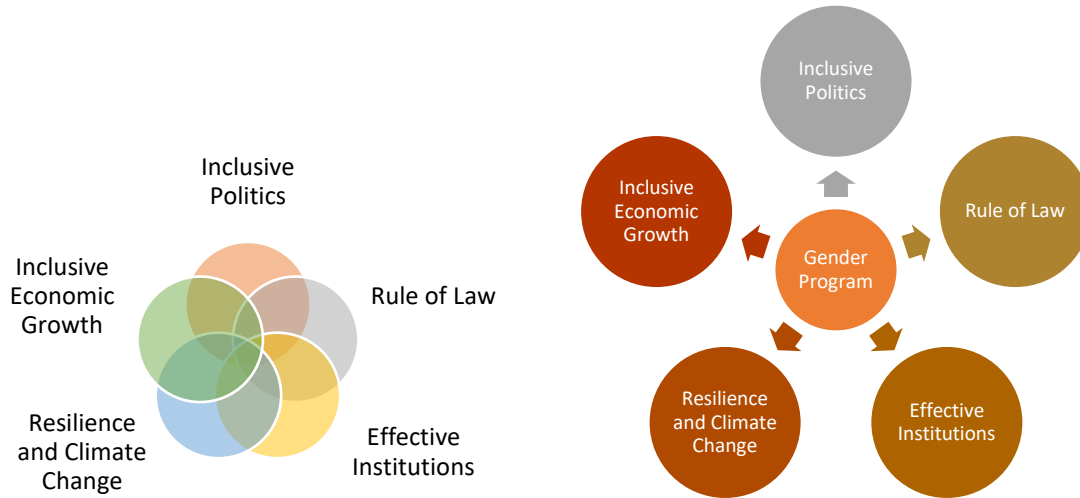 Inclusive
Politics
Inclusive
Economic
Growth
Rule of Law
Resilience
and Climate
Change
Effective
Institutions
Inclusive
Politics
Inclusive
Economic
Growth
Rule of Law
Gender
Program
Resilience
and Climate
Change
Effective
Institutions